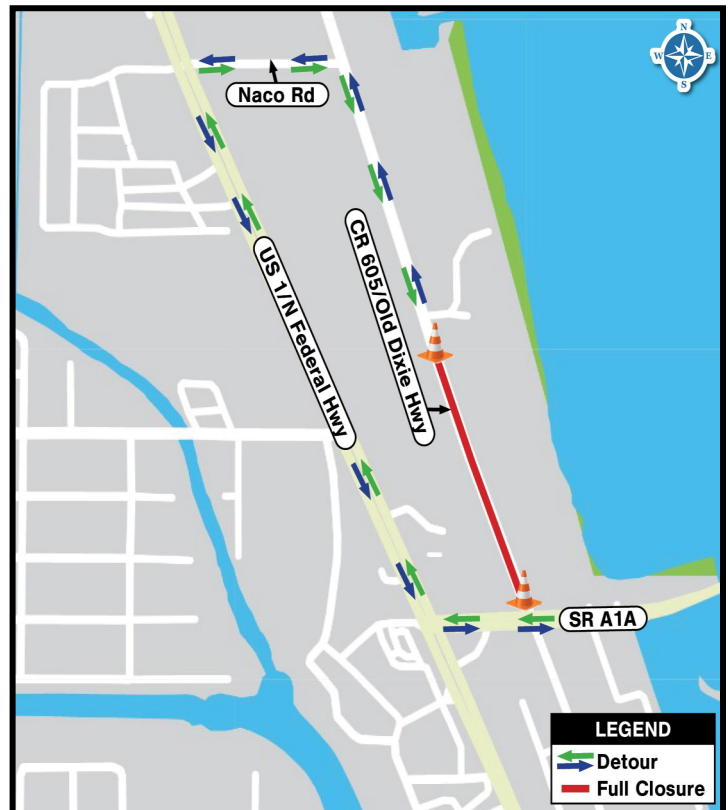 N
W
E
S
Naco Rd
CR 605/Old Dixie Hwy
US 1/N Federal Hwy
SR A1A
LEGEND
Detour
Full Closure